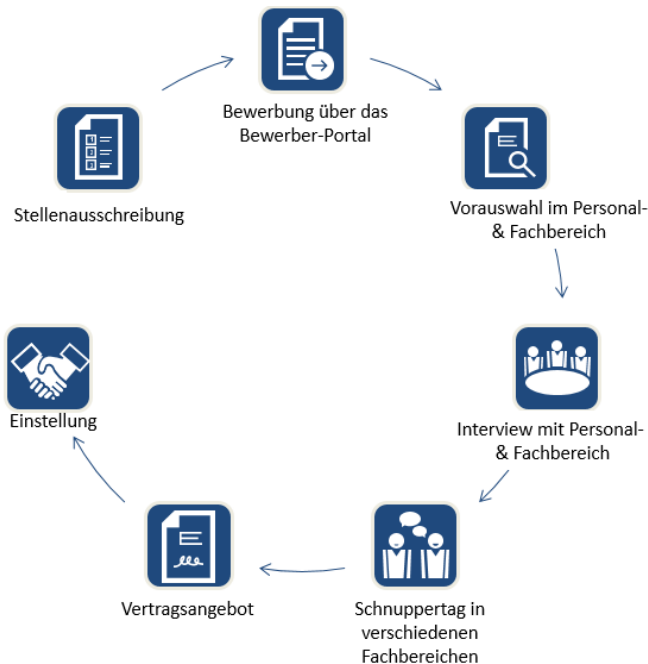 Bewerbung über das
Bewerber-Portal
Stellenausschreibung
Vorauswahl im Personal-
& Fachbereich
Einstellung
Interview mit Personal-
& Fachbereich
Vertragsangebot
Schnuppertag in
verschiedenen
Fachbereichen